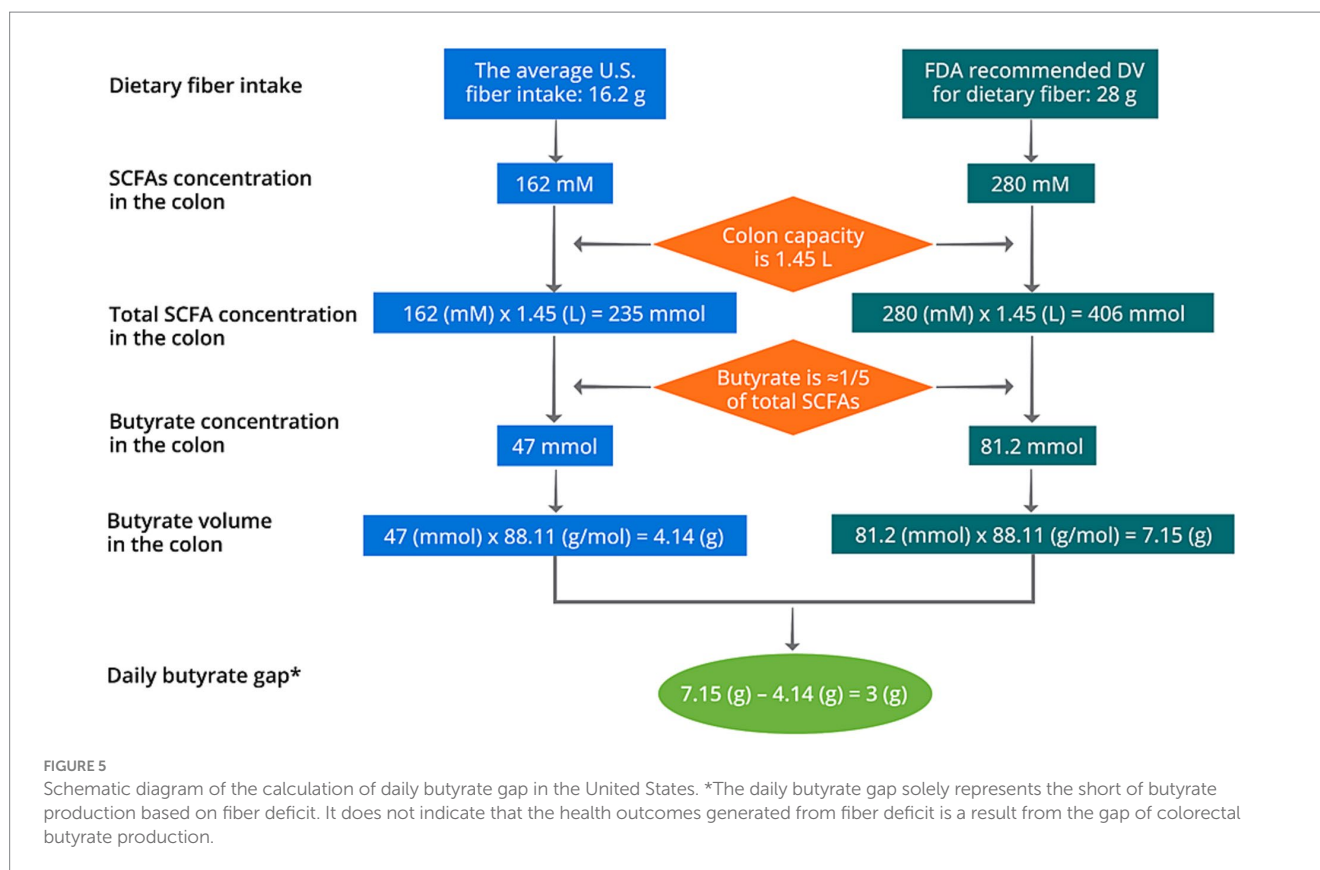 Dietary fiber intake
The average U.S.
fiber intake: 16.2 g
FDA recommended DV
for dietary fiber: 28 g
SCFAs concentration
in the colon
162 mM
280 mM
Colon capacity
is 1.45 L
Total SCFA concentration
in the colon
162 (mM) x 1.45 (L) = 235 mmol
280 (mM) x 1.45 (L) = 406 mmol
Butyrate is ≈1/5
of total SCFAs
Butyrate concentration
in the colon
47 mmol
81.2 mmol
Butyrate volume
in the colon
47 (mmol) x 88.11 (g/mol) = 4.14 (g)
81.2 (mmol) x 88.11 (g/mol) = 7.15 (g)
Daily butyrate gap*
7.15 (g) – 4.14 (g) = 3 (g)
FIGURE 5
Schematic diagram of the calculation of daily butyrate gap in the United States. *The daily butyrate gap solely represents the short of butyrate
production based on fiber deficit. It does not indicate that the health outcomes generated from fiber deficit is a result from the gap of colorectal
butyrate production.